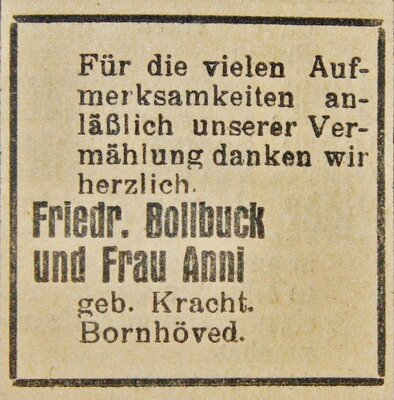 Für die vielen Auf-
merksamkeiten an-
läßlich unserer Ver-
mählung danken wir
herzlich.
Friedr. Bollbuck
und Frau Anni
geb. Kracht.
Bornhöved.